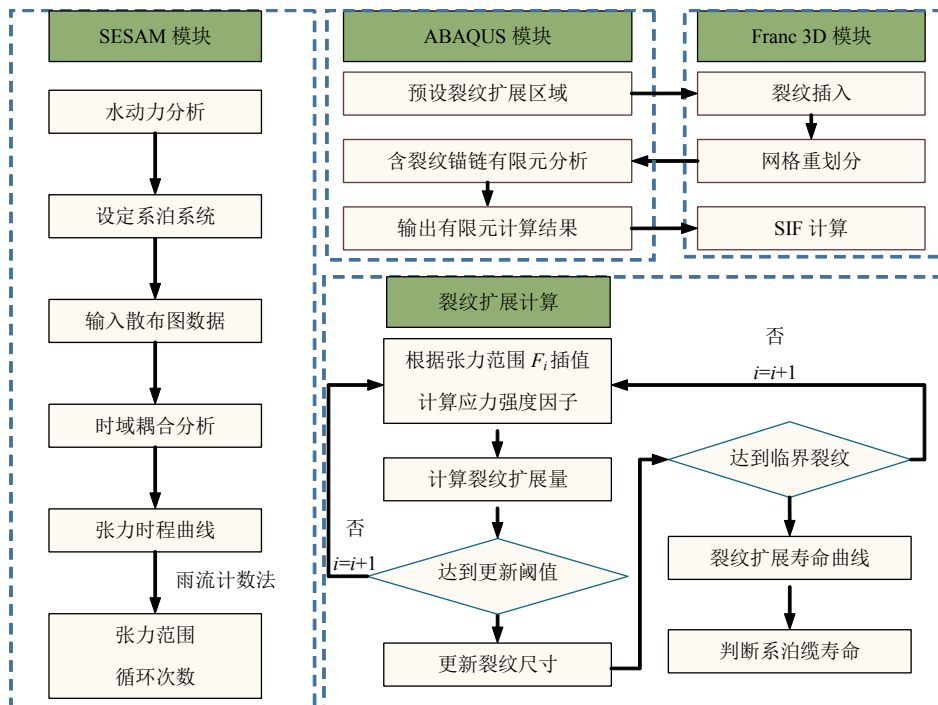 SESAM 模块
水动力分析
设定系泊系统
输入散布图数据
时域耦合分析
张力时程曲线
雨流计数法
张力范围
循环次数
ABAQUS 模块
预设裂纹扩展区域
含裂纹锚链有限元分析
输出有限元计算结果
Franc 3D 模块
裂纹插入
网格重划分
SIF 计算
裂纹扩展计算
根据张力范围 Fi 插值
计算应力强度因子
计算裂纹扩展量
否
i=i+1
达到更新阈值
更新裂纹尺寸
否
i=i+1
达到临界裂纹
裂纹扩展寿命曲线
判断系泊缆寿命